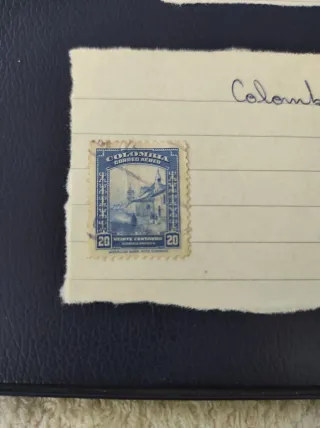 Colomb
COLOMBIA
CORREO AEREO
20 VEINTE CENTAVOS 20